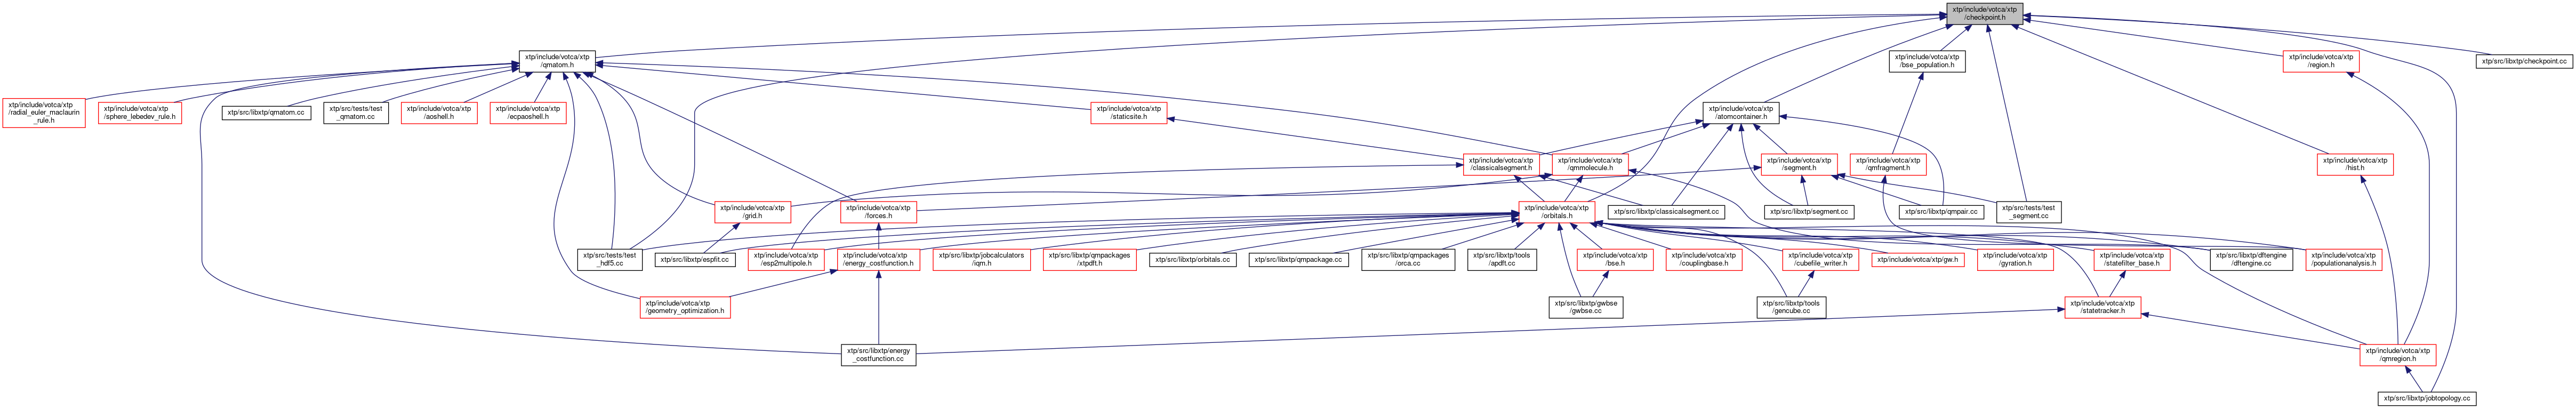 xtp/include/votca/xtp
/checkpoint.h
xtp/include/votca/xtp
/qmatom.h
xtp/include/votca/xtp
/bse_population.h
xtp/include/votca/xtp
/region.h
xtp/src/libxtp/checkpoint.cc
xtp/include/votca/xtp
/radial_euler_maclaurin
_rule.h
xtp/include/votca/xtp
/sphere_lebedev_rule.h
xtp/src/libxtp/qmatom.cc
xtp/src/tests/test
_qmatom.cc
xtp/include/votca/xtp
/aoshell.h
xtp/include/votca/xtp
/ecpaoshell.h
xtp/include/votca/xtp
/staticsite.h
xtp/include/votca/xtp
/atomcontainer.h
xtp/include/votca/xtp
/classicalsegment.h
xtp/include/votca/xtp
/qmmolecule.h
xtp/include/votca/xtp
/segment.h
xtp/include/votca/xtp
/qmfragment.h
xtp/include/votca/xtp
/hist.h
xtp/include/votca/xtp
/grid.h
xtp/include/votca/xtp
/forces.h
xtp/include/votca/xtp
/orbitals.h
xtp/src/libxtp/classicalsegment.cc
xtp/src/libxtp/segment.cc
xtp/src/libxtp/qmpair.cc
xtp/src/tests/test
_segment.cc
xtp/src/tests/test
_hdf5.cc
xtp/src/libxtp/espfit.cc
xtp/include/votca/xtp
/esp2multipole.h
xtp/include/votca/xtp
/energy_costfunction.h
xtp/src/libxtp/jobcalculators
/iqm.h
xtp/src/libxtp/qmpackages
/xtpdft.h
xtp/src/libxtp/orbitals.cc
xtp/src/libxtp/qmpackage.cc
xtp/src/libxtp/qmpackages
/orca.cc
xtp/src/libxtp/tools
/apdft.cc
xtp/include/votca/xtp
/bse.h
xtp/include/votca/xtp
/couplingbase.h
xtp/include/votca/xtp
/cubefile_writer.h
xtp/include/votca/xtp/gw.h
xtp/include/votca/xtp
/gyration.h
xtp/include/votca/xtp
/statefilter_base.h
xtp/src/libxtp/dftengine
/dftengine.cc
xtp/include/votca/xtp
/populationanalysis.h
xtp/include/votca/xtp
/geometry_optimization.h
xtp/src/libxtp/gwbse
/gwbse.cc
xtp/src/libxtp/tools
/gencube.cc
xtp/include/votca/xtp
/statetracker.h
xtp/src/libxtp/energy
_costfunction.cc
xtp/include/votca/xtp
/qmregion.h
xtp/src/libxtp/jobtopology.cc